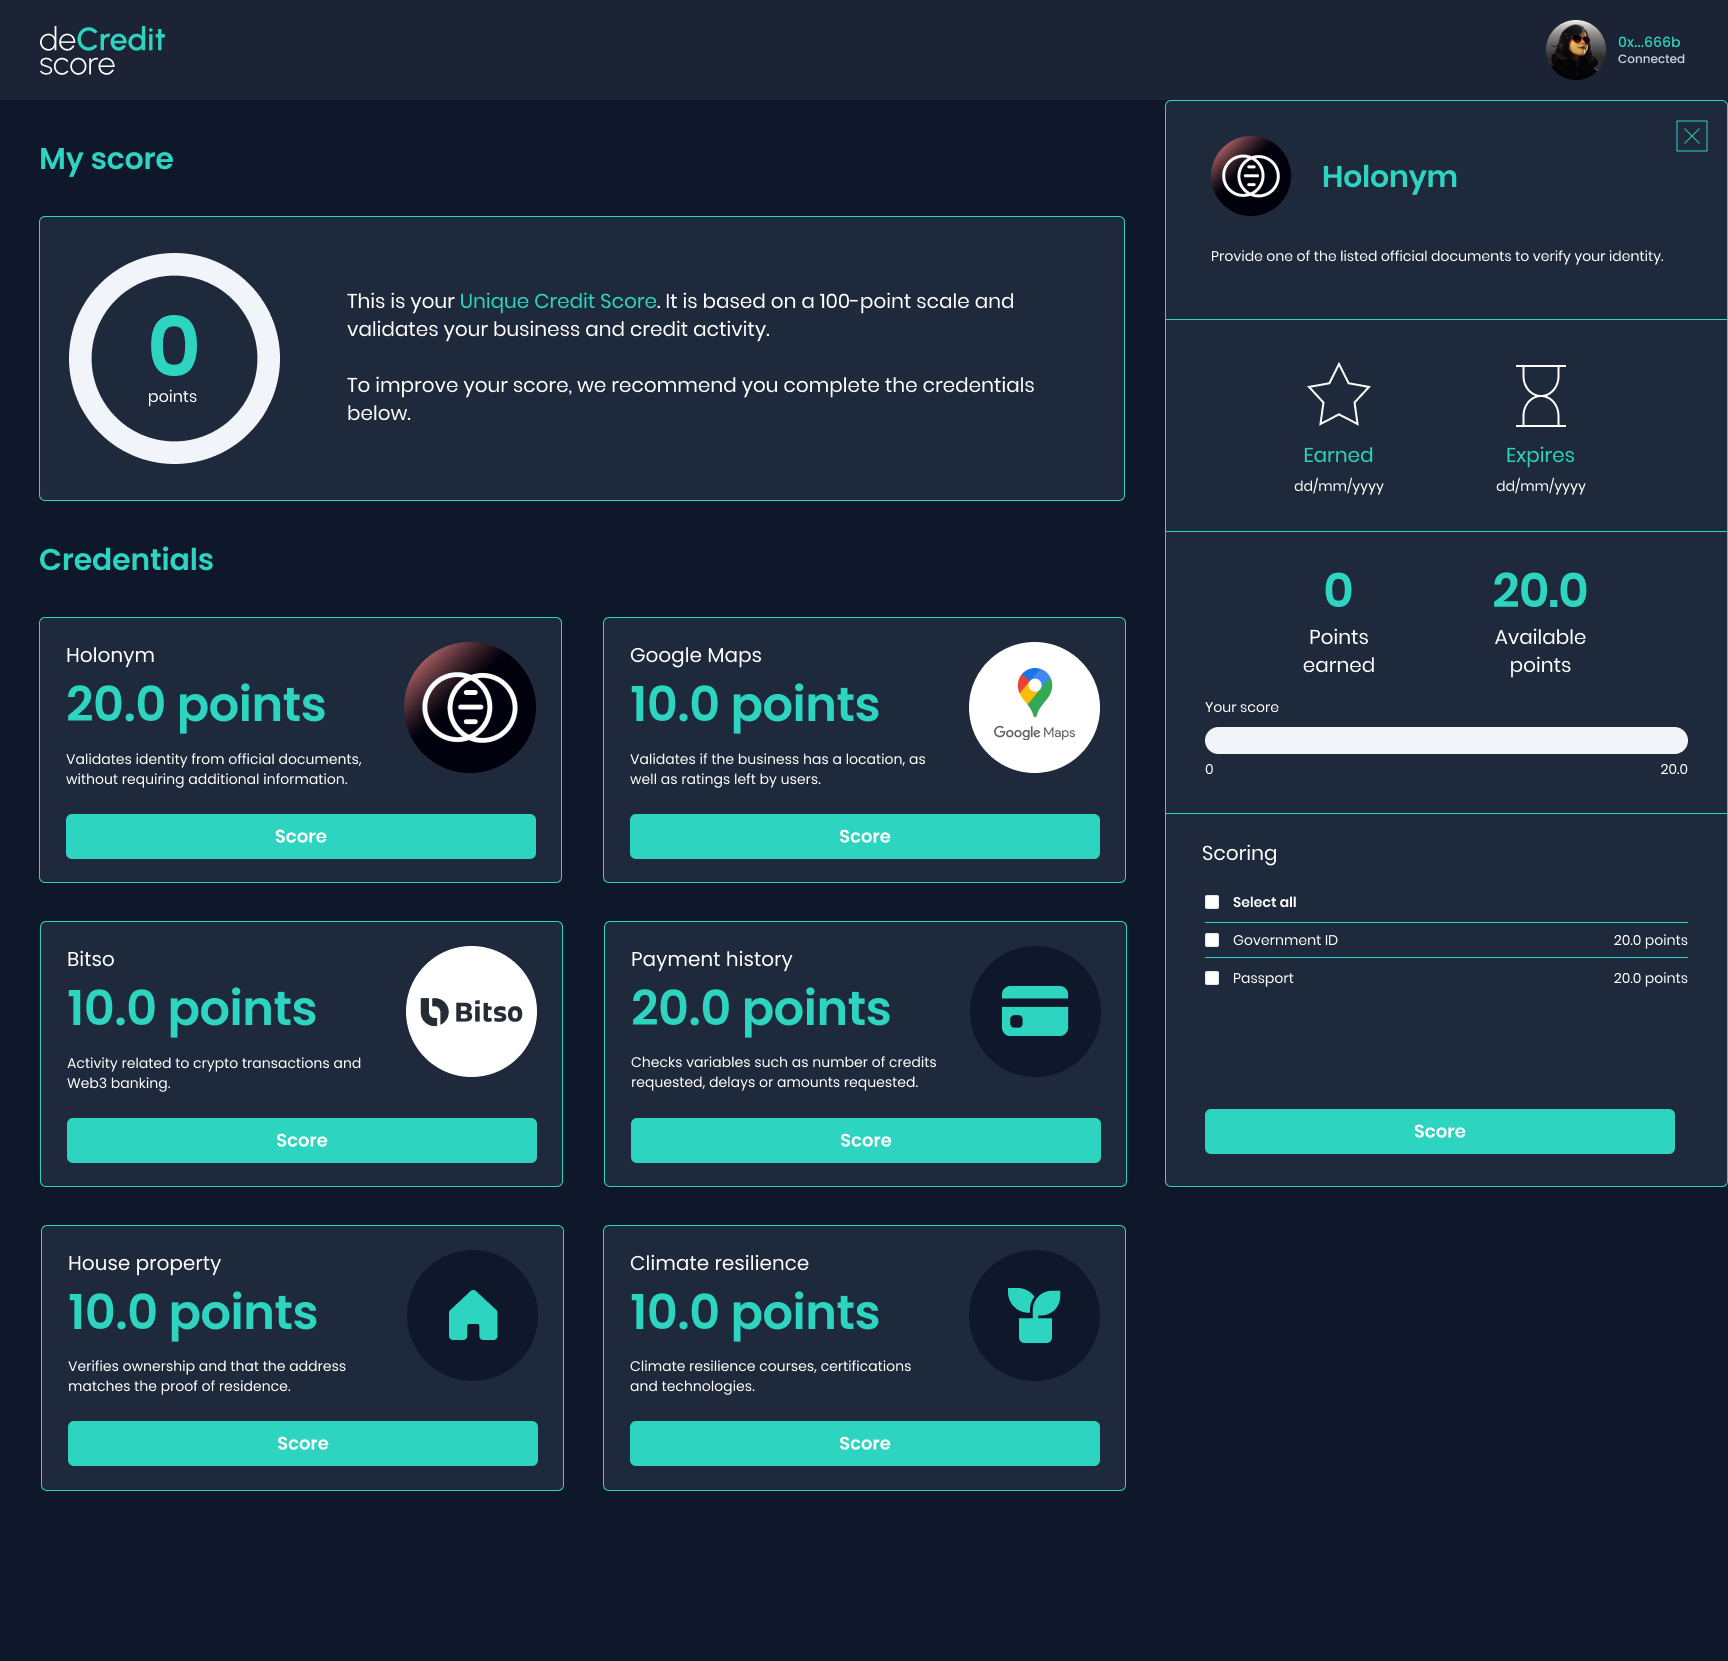 deCredit
score
0x...666b
Connected
My score
0
points
This is your Unique Credit Score. It is based on a 100-point scale and
validates your business and credit activity.
To improve your score, we recommend you complete the credentials
below.
Credentials
Holonym
20.0 points
Validates identity from official documents,
without requiring additional information.
Score
Google Maps
10.0 points
Validates if the business has a location, as
well as ratings left by users.
Google Maps
Score
Bitso
10.0 points
Activity related to crypto transactions and
Web3 banking.
Bitso
Score
Payment history
20.0 points
Checks variables such as number of credits
requested, delays or amounts requested.
Score
House property
10.0 points
Verifies ownership and that the address
matches the proof of residence.
Score
Climate resilience
10.0 points
Climate resilience courses, certifications
and technologies.
Score
Holonym
Provide one of the listed official documents to verify your identity.
Earned
dd/mm/yyyy
Expires
dd/mm/yyyy
0
Points
earned
20.0
Available
points
Your score
0
20.0
Scoring
Select all
Government ID 20.0 points
Passport 20.0 points
Score